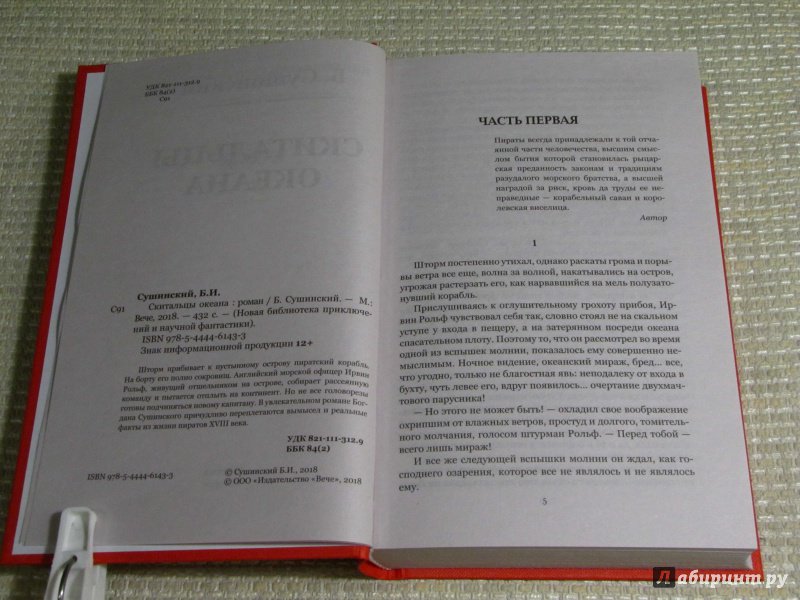 УДК 821-111-312.9
ББК 84(2)
С91
Сушинский, Б.И.
С91 Скитальцы океана : роман / Б. Сушинский. — М.:
Вече, 2018. — 432 с. — (Новая библиотека приключе-
ний и научной фантастики).
ISBN 978-5-4444-6143-3
Знак информационной продукции 12+
Шторм прибивает к пустынному острову пиратский корабль.
На борту его полно сокровищ. Английский морской офицер Ирвин
Рольф, живущий отшельником на острове, собирает рассеянную
команду и пытается отплыть на континент. Но не все головорезы
готовы подчиняться новому капитану. В увлекательном романе Бог-
дана Сушинского причудливо переплетаются вымысел и реальные
факты из жизни пиратов XVIII века.
УДК 821-111-312.9
ББК 84(2)
© Сушинский Б.И., 2018
ISBN 978-5-4444-6143-3 © ООО «Издательство «Вече», 2018
ЧАСТЬ ПЕРВАЯ
Пираты всегда принадлежали к той отча-
янной части человечества, высшим смыс-
лом бытия которой становилась рыцар-
ская преданность законам и традициям
разудалого морского братства, а высшей
наградой за риск, кровь да труды ее не-
праведные — корабельный саван и ко-
ролевская виселица.
Автор
1
Шторм постепенно утихал, однако раскаты грома и поры-
вы ветра все еще, волна за волной, накатывались на остров,
угрожая растерзать его, как нарвавшийся на мель полузато-
нувший корабль.
Прислушиваясь к оглушительному грохоту прибоя, Ир-
вин Рольф чувствовал себя так, словно стоял не на скальном
уступе у входа в пещеру, а на затерянном посреди океана
спасательном плоту. Поэтому то, что он рассмотрел во время
одной из вспышек молнии, показалось ему совершенно не-
мыслимым. Ночное видение, океанский мираж, бред... все
что угодно, только не благостная явь: неподалеку от входа в
бухту, чуть левее его, вдруг появилось... очертание двухмач-
тового парусника!
— Но этого не может быть! — охладил свое воображение
охрипшим от влажных ветров, простуд и долгого, томитель-
ного молчания, голосом штурман Рольф. — Перед тобой —
всего лишь мираж!
И все же следующей вспышки молнии он ждал, как го-
споднего озарения, которое все не являлось и не являлось
ему.
5
Лабиринт.ру